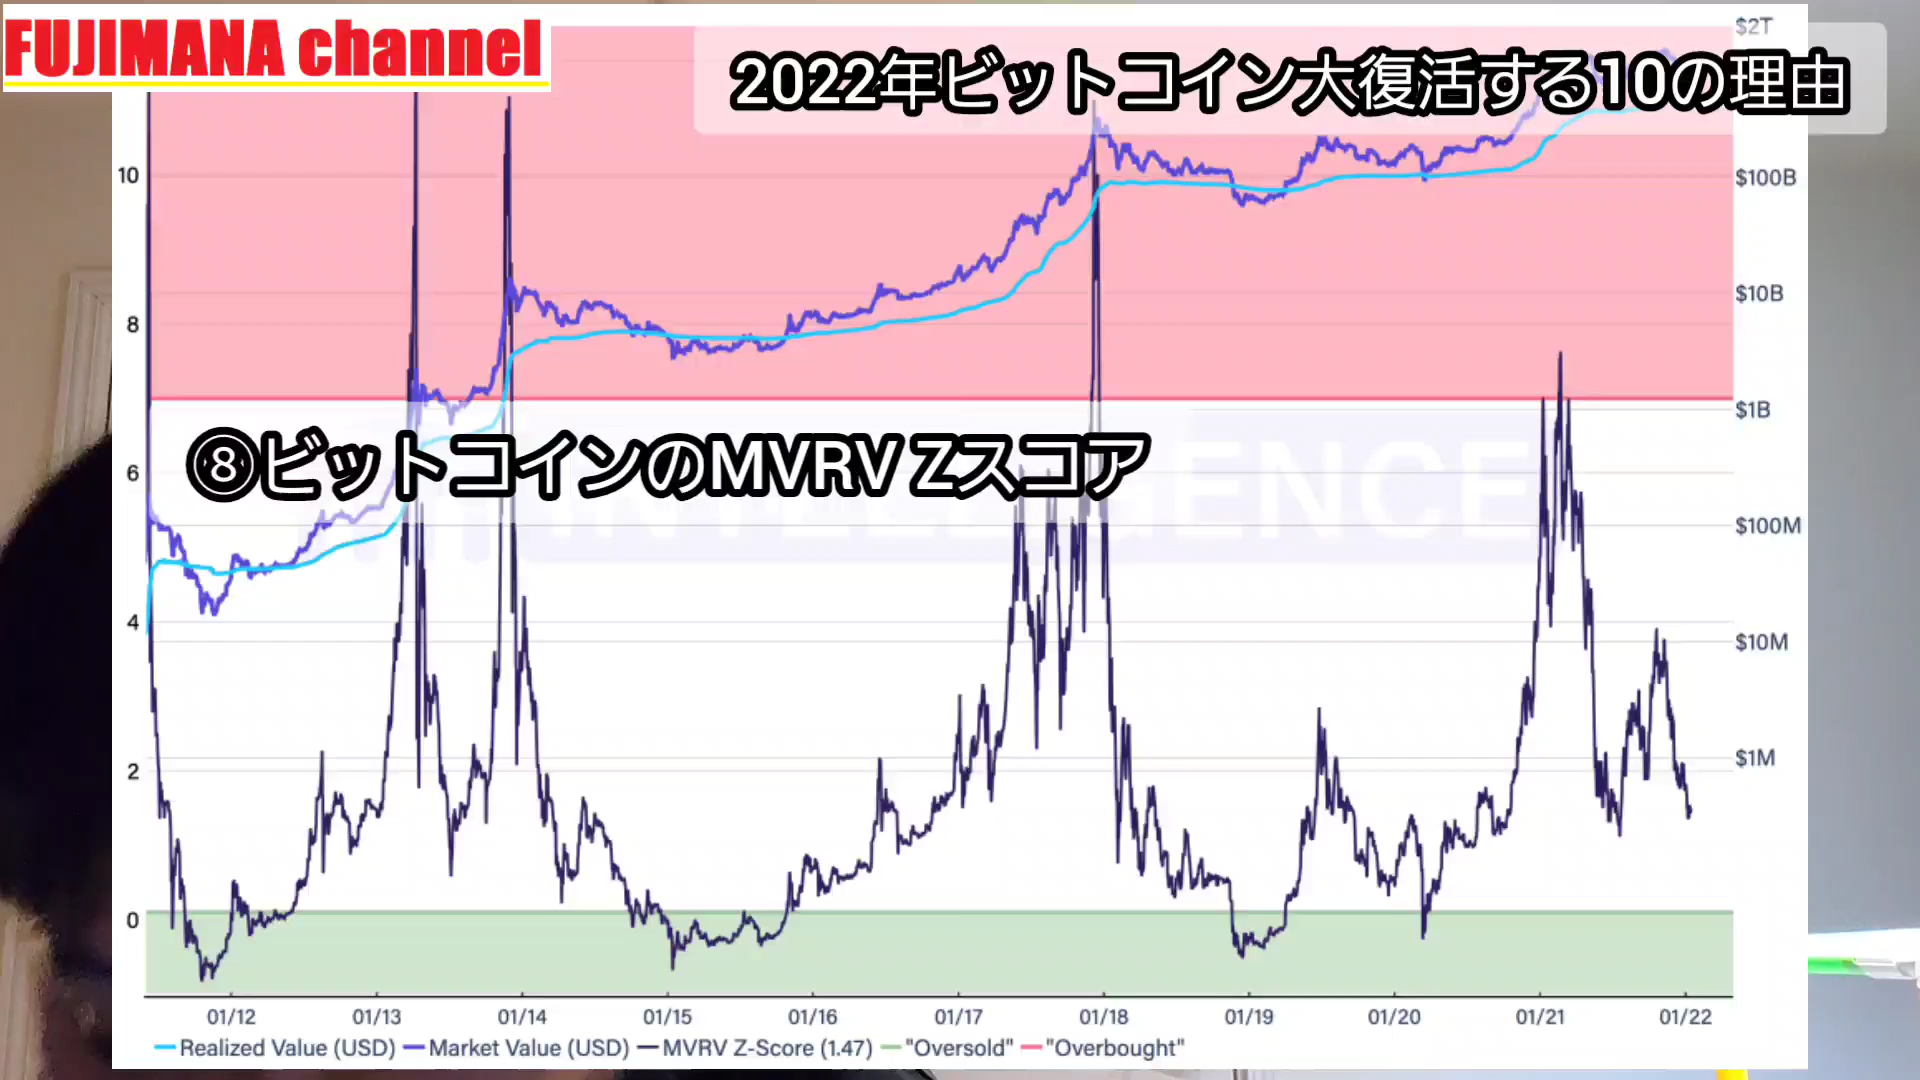 FUJIMANA channel
2022年ビットコイン大復活する10の理由
$2T
10
$100B
$10B
8
$1B
⑧ビットコインのMVRV Zスコア
6
$100M
4
$10M
2
$1M
0
01/12 01/13 01/14 01/15 01/16 01/17 01/18 01/19 01/20 01/21 01/22
Realized Value (USD) Market Value (USD) MVRV Z-Score (1.47) "Oversold" "Overbought"